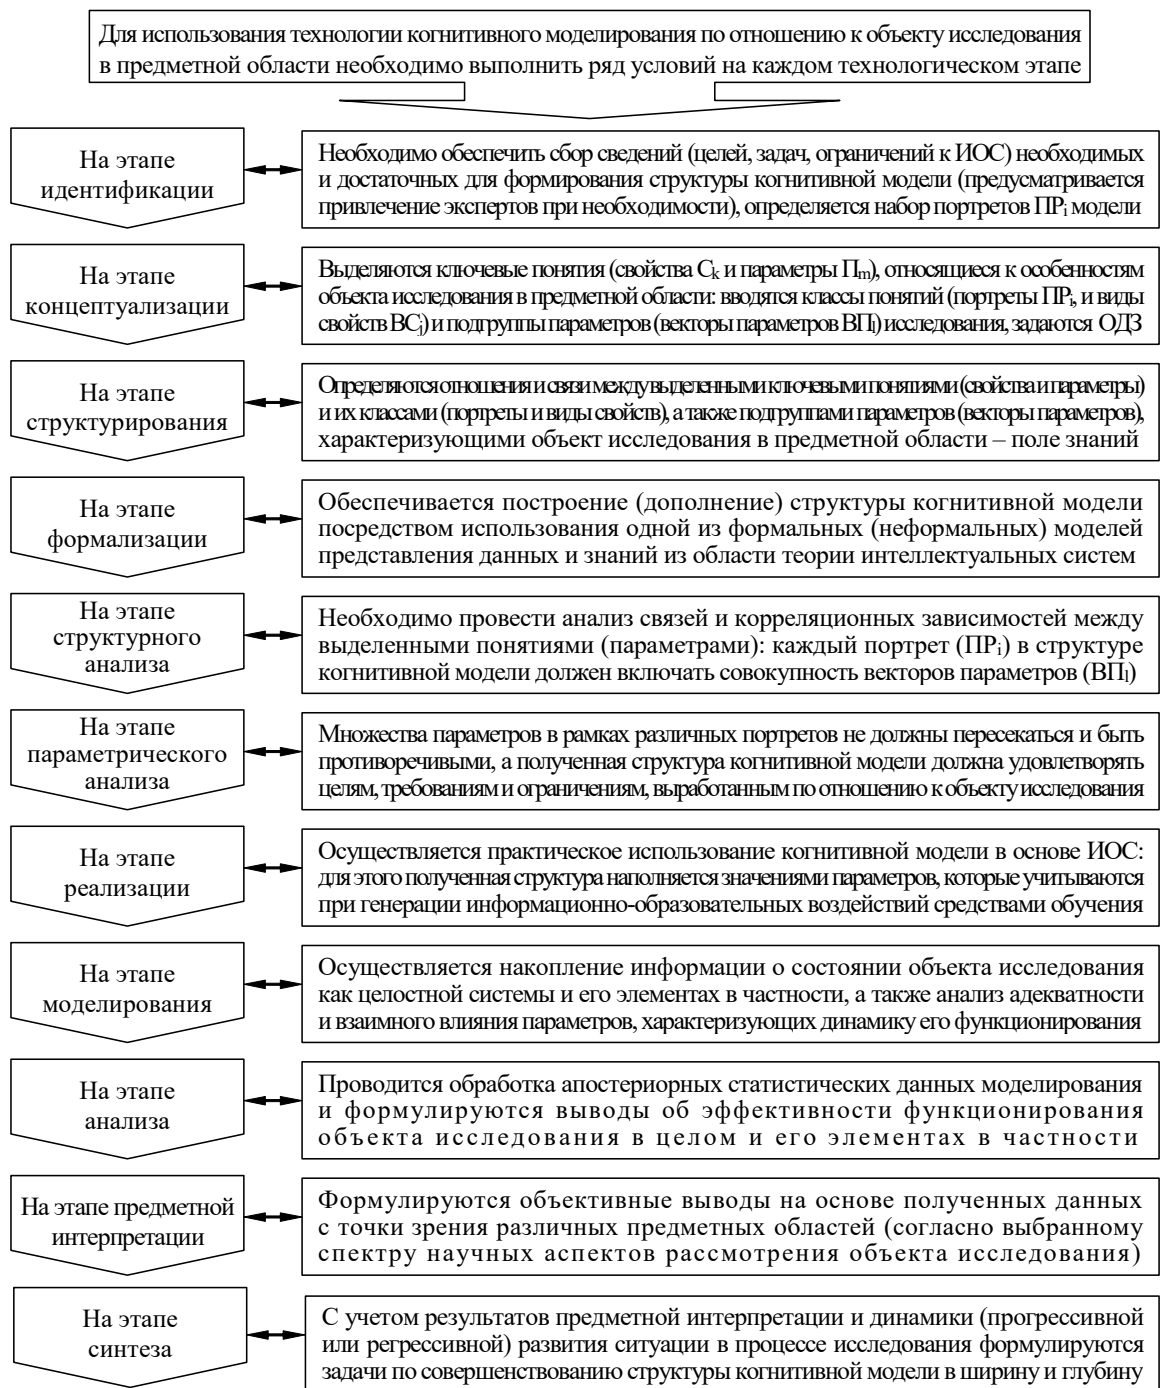 Для использования технологии когнитивного моделирования по отношению к объекту исследования
в предметной области необходимо выполнить ряд условий на каждом технологическом этапе
На этапе
идентификации
Необходимо обеспечить сбор сведений (целей, задач, ограничений к ИОС) необходимых
и достаточных для формирования структуры когнитивной модели (предусматривается
привлечение экспертов при необходимости), определяется набор портретов ПРi модели
На этапе
концептуализации
Выделяются ключевые понятия (свойства Сk и параметры Пm), относящиеся к особенностям
объекта исследования в предметной области: вводятся классы понятий (портреты ПРi, и виды
свойств ВСj) и подгруппы параметров (векторы параметров ВПl) исследования, задаются ОДЗ
На этапе
структурирования
Определяются отношения и связи между выделенными ключевыми понятиями (свойства и параметры)
и их классами (портреты и виды свойств), а также подгруппами параметров (векторы параметров),
характеризующими объект исследования в предметной области – поле знаний
На этапе
формализации
Обеспечивается построение (дополнение) структуры когнитивной модели
посредством использования одной из формальных (неформальных) моделей
представления данных и знаний из области теории интеллектуальных систем
На этапе
структурного
анализа
Необходимо провести анализ связей и корреляционных зависимостей между
выделенными понятиями (параметрами): каждый портрет (ПРi) в структуре
когнитивной модели должен включать совокупность векторов параметров (ВПl)
На этапе
параметрического
анализа
Множества параметров в рамках различных портретов не должны пересекаться и быть
противоречивыми, а полученная структура когнитивной модели должна удовлетворять
целям, требованиям и ограничениям, выработанным по отношению к объекту исследования
На этапе
реализации
Осуществляется практическое использование когнитивной модели в основе ИОС:
для этого полученная структура наполняется значениями параметров, которые учитываются
при генерации информационно-образовательных воздействий средствами обучения
На этапе
моделирования
Осуществляется накопление информации о состоянии объекта исследования
как целостной системы и его элементах в частности, а также анализ адекватности
и взаимного влияния параметров, характеризующих динамику его функционирования
На этапе
анализа
Проводится обработка апостериорных статистических данных моделирования
и формулируются выводы об эффективности функционирования
объекта исследования в целом и его элементах в частности
На этапе предметной
интерпретации
Формулируются объективные выводы на основе полученных данных
с точки зрения различных предметных областей (согласно выбранному
спектру научных аспектов рассмотрения объекта исследования)
На этапе
синтеза
С учетом результатов предметной интерпретации и динамики (прогрессивной
или регрессивной) развития ситуации в процессе исследования формулируются
задачи по совершенствованию структуры когнитивной модели в ширину и глубину